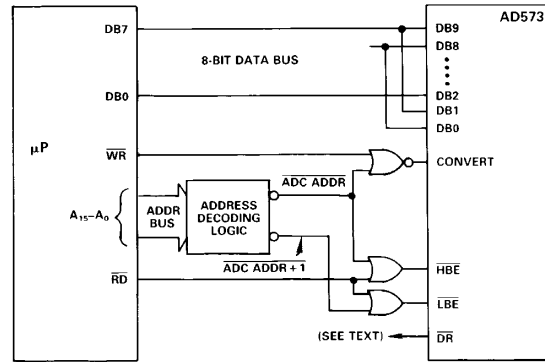 AD573
DB7
DB9
DB8
8-BIT DATA BUS
DB0
DB2
DB1
DB0
µP
WR
CONVERT
ADC ADDR
A15–A0
ADDR
BUS
ADDRESS
DECODING
LOGIC
ADC ADDR + 1
RD
HBE
LBE
(SEE TEXT)
DR